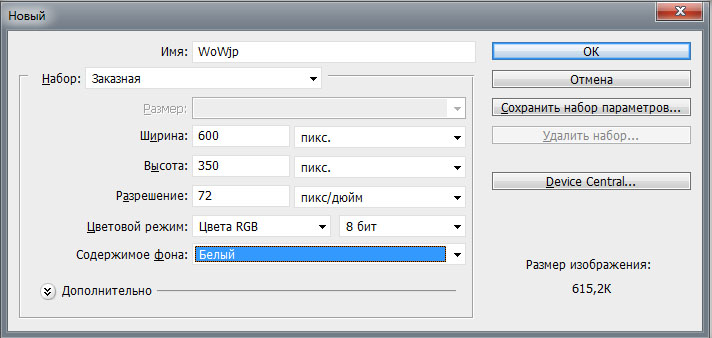 Новый
Имя: WoWjp
Набор: Заказная
Размер:
Ширина: 600 пикс.
Высота: 350 пикс.
Разрешение: 72 пикс/дюйм
Цветовой режим: Цвета RGB 8 бит
Содержимое фона: Белый
Дополнительно
OK
Отмена
Сохранить набор параметров...
Удалить набор...
Device Central...
Размер изображения:
615,2K